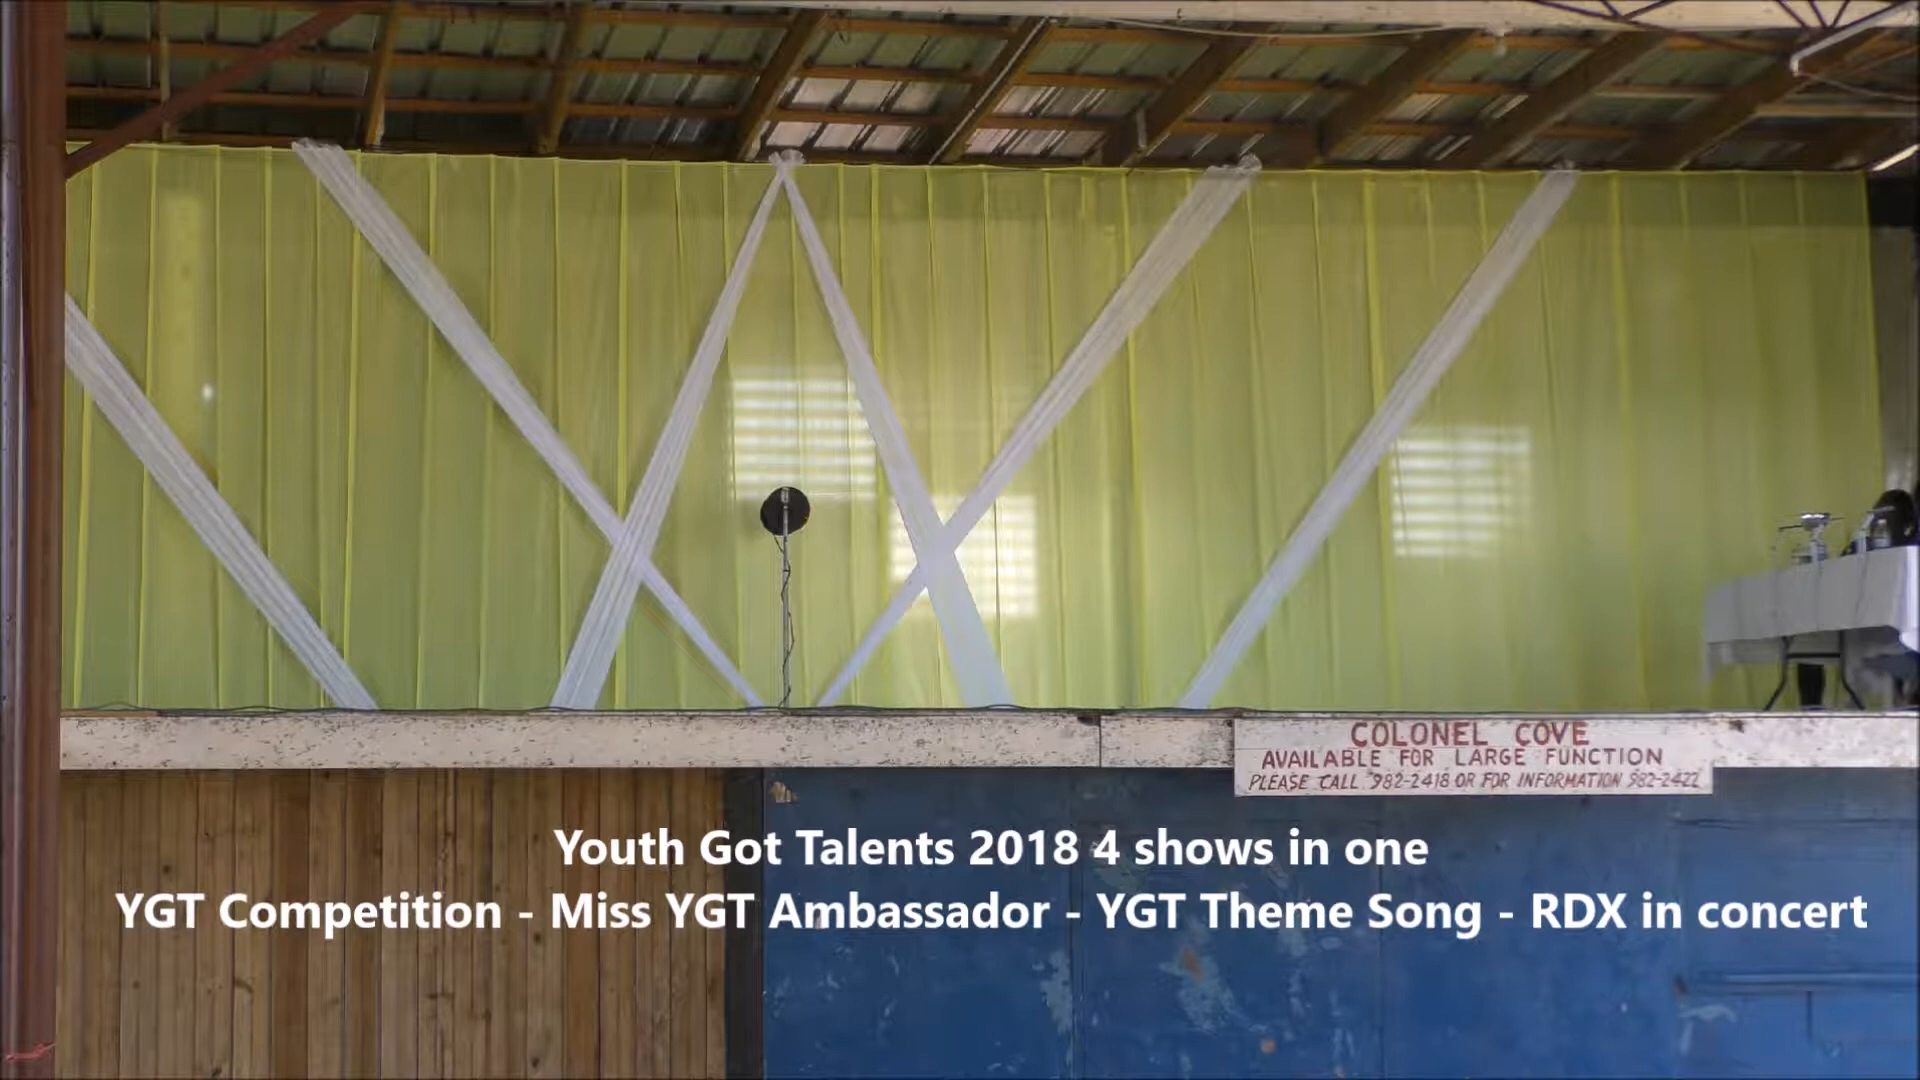 COLONEL COVE
AVAILABLE FOR LARGE FUNCTION
PLEASE CALL 982-2418 OR FOR INFORMATION 982-2422
Youth Got Talents 2018 4 shows in one
YGT Competition - Miss YGT Ambassador - YGT Theme Song - RDX in concert